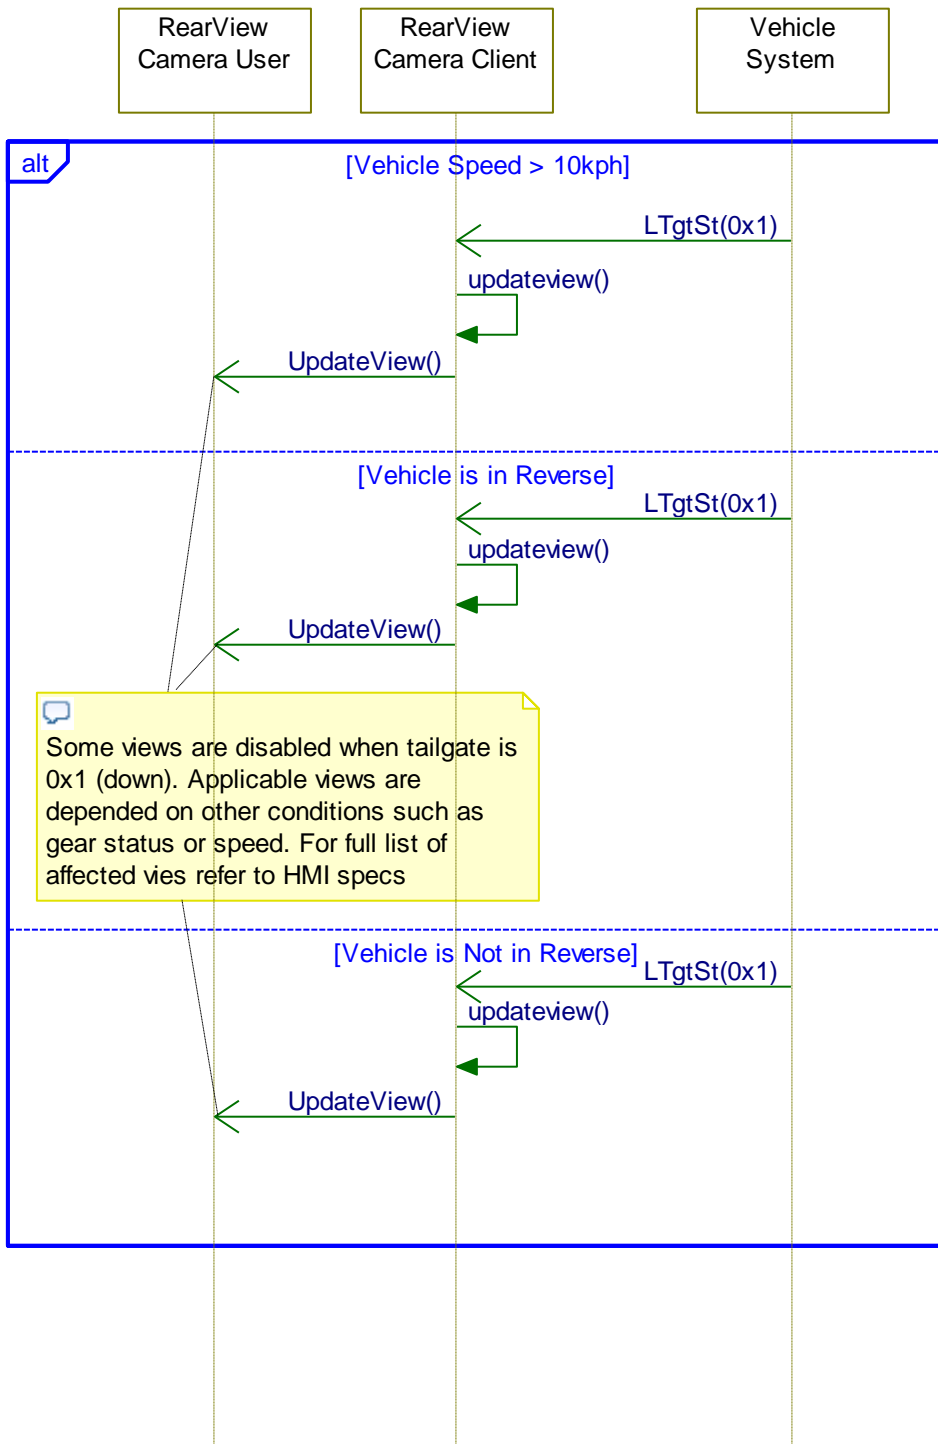 RearView
Camera User
RearView
Camera Client
Vehicle
System
alt
[Vehicle Speed > 10kph]
LTgtSt(0x1)
updateview()
UpdateView()
[Vehicle is in Reverse]
LTgtSt(0x1)
updateview()
UpdateView()
Some views are disabled when tailgate is
0x1 (down). Applicable views are
depended on other conditions such as
gear status or speed. For full list of
affected vies refer to HMI specs
[Vehicle is Not in Reverse]
LTgtSt(0x1)
updateview()
UpdateView()